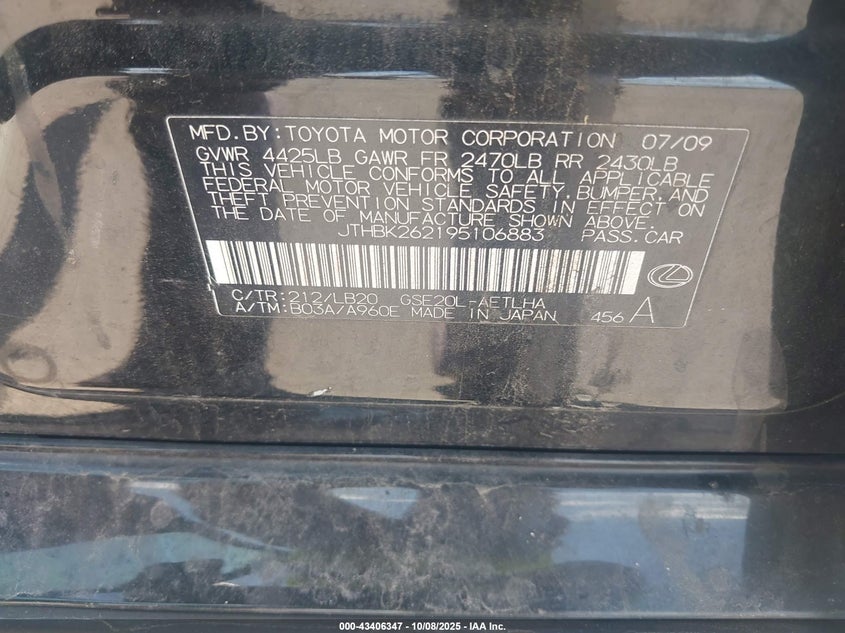 MFD.BY:TOYOTA MOTOR CORPORATION 07/09
GVWR 4425LB GAWR FR 2470LB RR 2430LB
THIS VEHICLE CONFORMS TO ALL APPLICABLE
FEDERAL MOTOR VEHICLE SAFETY,BUMPER,AND
THEFT PREVENTION STANDARDS IN EFFECT ON
THE DATE OF MANUFACTURE SHOWN ABOVE.
JTHBK262195106883 PASS.CAR
C/TR:212/LB20 GSE20L-AETLHA
A/TM:B03A/A960E MADE IN JAPAN 456 A
000-43406347 - 10/08/2025 - IAA Inc.